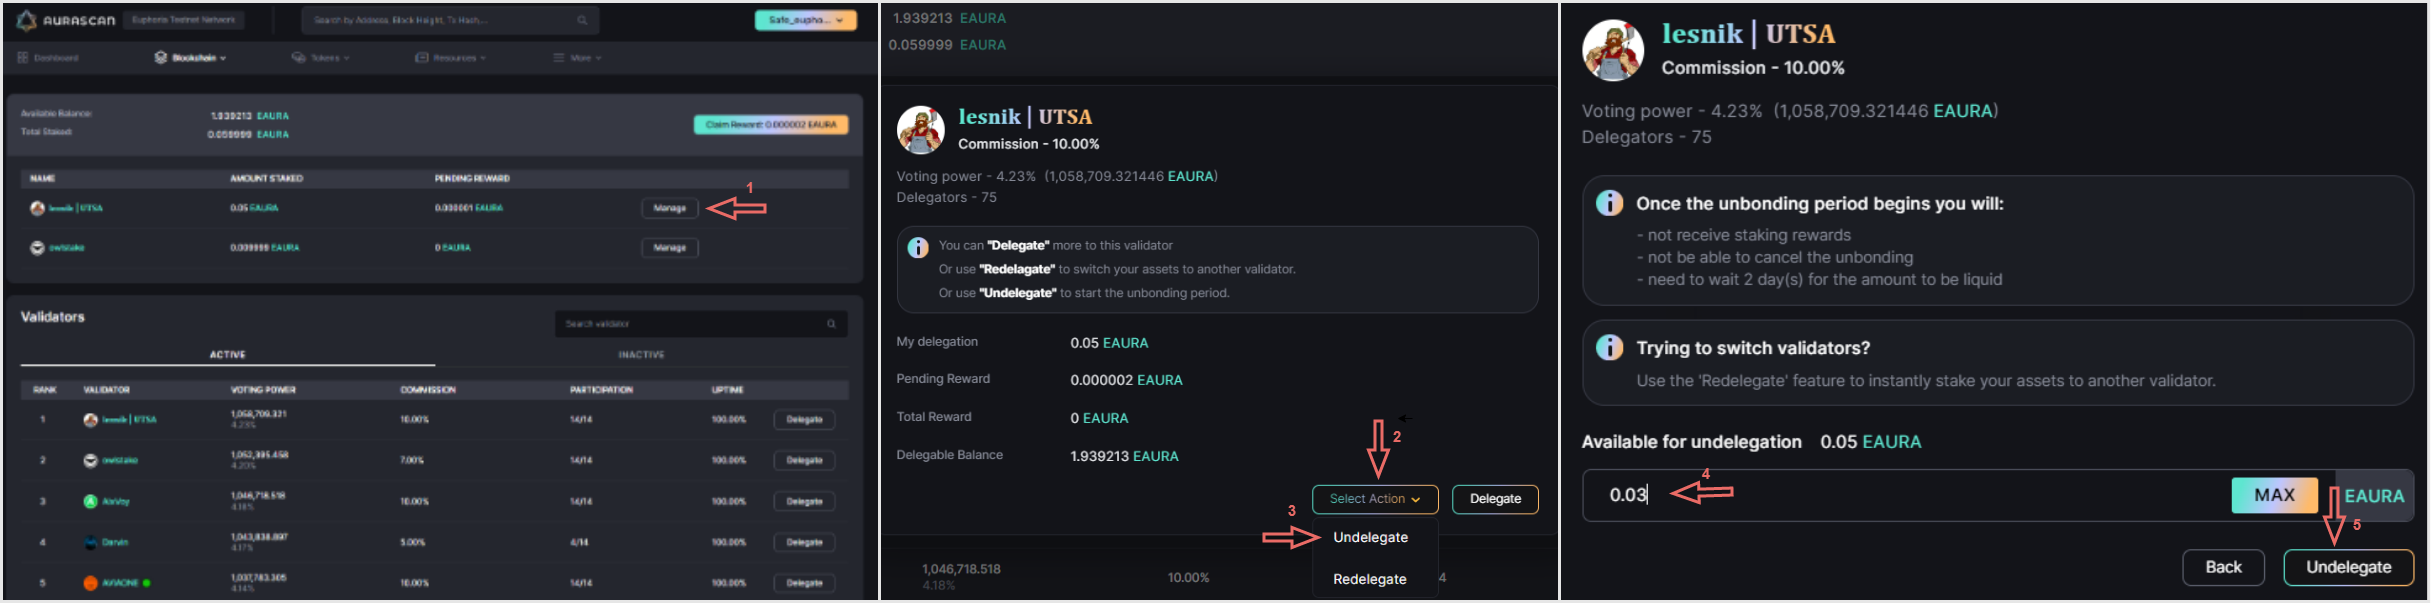 AURASCAN
Euphoria Testnet Network
Search by Address, Block Height, Tx Hash...
Safe_eupho...
Dashboard
Blockchain
Tokens
Resources
More
Available Balance:
1.939213 EAURA
Total Staked:
0.059999 EAURA
Claim Reward: 0.000002 EAURA
NAME AMOUNT STAKED PENDING REWARD
1
lesnik | UTSA 0.05 EAURA 0.000001 EAURA Manage
owlstake 0.009999 EAURA 0 EAURA Manage
Validators
Search validator
ACTIVE INACTIVE
RANK VALIDATOR VOTING POWER COMMISSION PARTICIPATION UPTIME
1 lesnik | UTSA 1,058,709.321 10.00% 14/14 100.00% Delegate
4.23%
2 owlstake 1,052,395.458 7.00% 14/14 100.00% Delegate
4.20%
3 AlxVoy 1,046,718.518 10.00% 14/14 100.00% Delegate
4.18%
4 Darvin 1,043,838.897 5.00% 4/14 100.00% Delegate
4.17%
5 AVIAONE 1,037,783.305 10.00% 14/14 100.00% Delegate
4.14%
1.939213 EAURA
0.059999 EAURA
lesnik | UTSA
Commission - 10.00%
Voting power - 4.23% (1,058,709.321446 EAURA)
Delegators - 75
You can "Delegate" more to this validator
Or use "Redelagate" to switch your assets to another validator.
Or use "Undelegate" to start the unbonding period.
My delegation 0.05 EAURA
Pending Reward 0.000002 EAURA
Total Reward 0 EAURA
2
Delegable Balance 1.939213 EAURA
Select Action
Delegate
3
Undelegate
Redelegate
1,046,718.518
4.18%
10.00%
4
lesnik | UTSA
Commission - 10.00%
Voting power - 4.23% (1,058,709.321446 EAURA)
Delegators - 75
Once the unbonding period begins you will:
- not receive staking rewards
- not be able to cancel the unbonding
- need to wait 2 day(s) for the amount to be liquid
Trying to switch validators?
Use the 'Redelegate' feature to instantly stake your assets to another validator.
Available for undelegation 0.05 EAURA
4
0.03
MAX
EAURA
5
Back
Undelegate